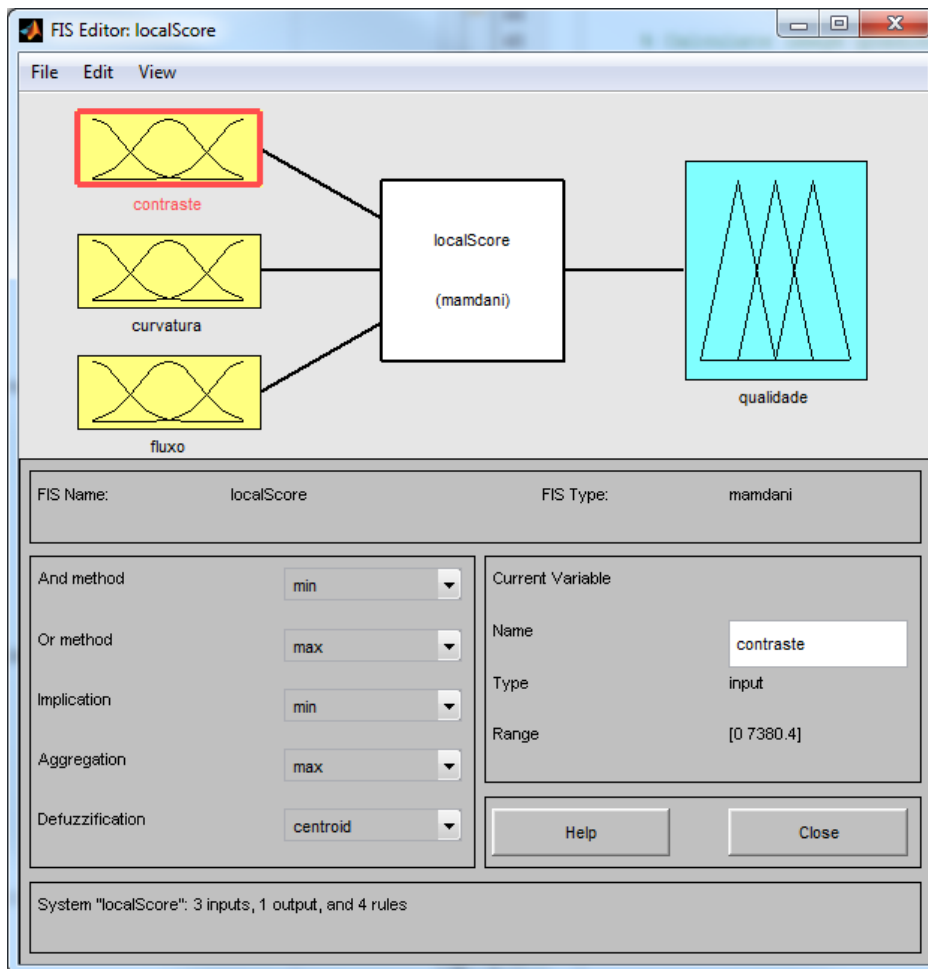 FIS Editor: localScore
File Edit View
contraste
curvatura
fluxo
localScore
(mamdani)
qualidade
FIS Name: localScore FIS Type: mamdani
And method min
Or method max
Implication min
Aggregation max
Defuzzification centroid
Current Variable
Name contraste
Type input
Range [0 7380.4]
Help Close
System "localScore": 3 inputs, 1 output, and 4 rules